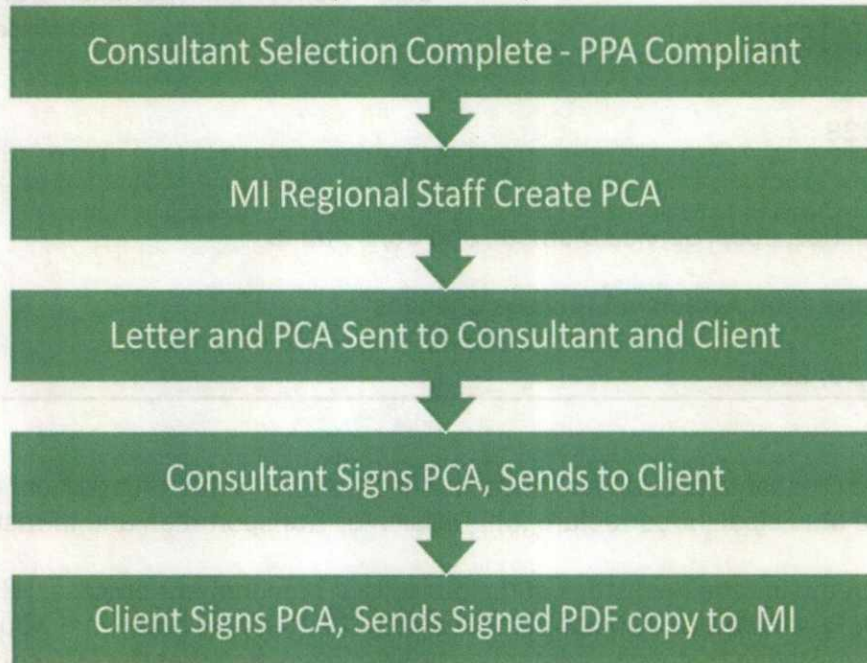 Consultant Selection Complete - PPA Compliant
MI Regional Staff Create PCA
Letter and PCA Sent to Consultant and Client
Consultant Signs PCA, Sends to Client
Client Signs PCA, Sends Signed PDF copy to MI